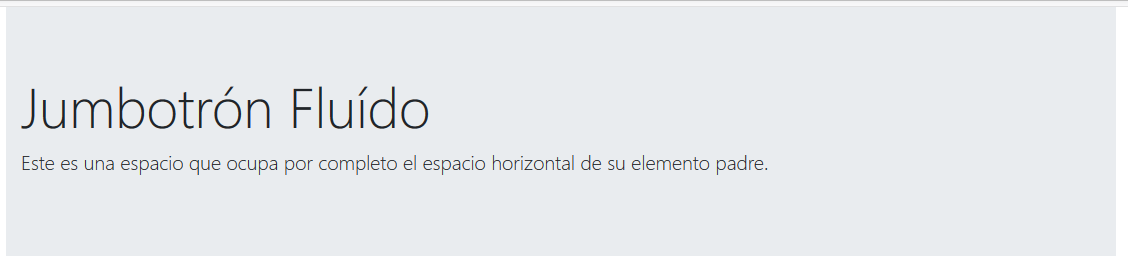 Jumbotrón Fluído
Este es una espacio que ocupa por completo el espacio horizontal de su elemento padre.